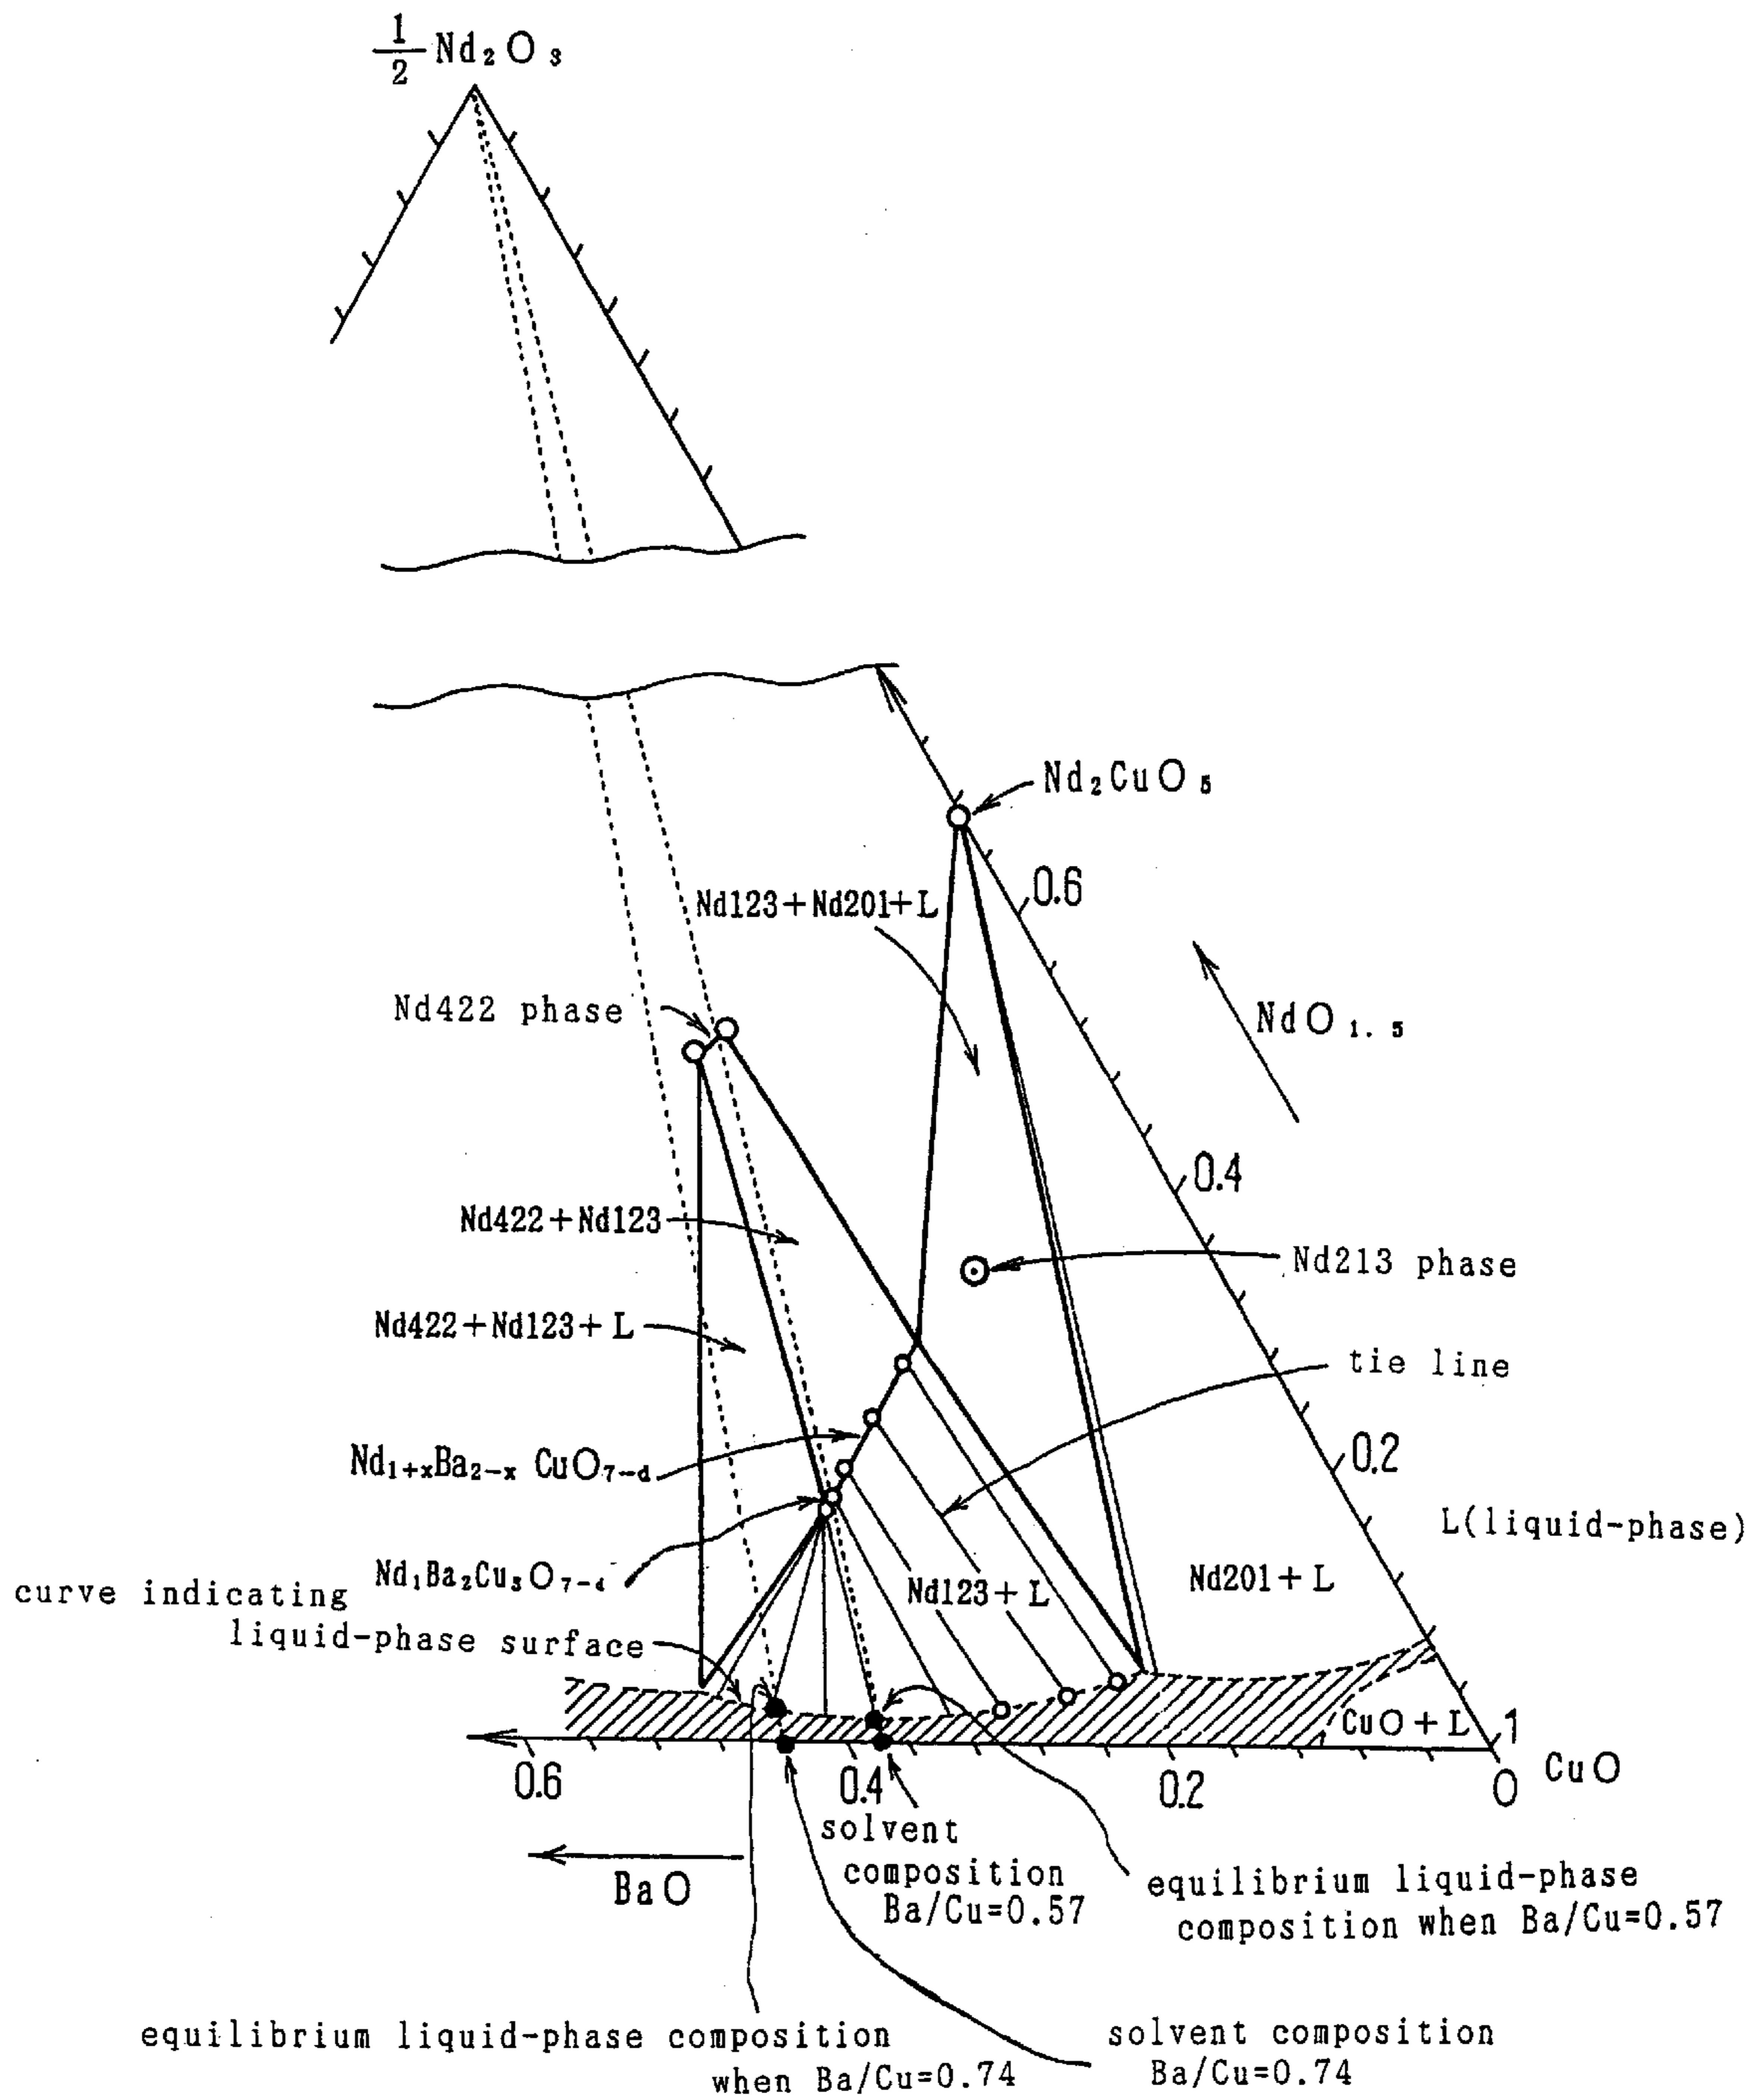 1/2 Nd₂O₃
Nd₂CuO₅
0.6
Nd123+Nd201+L
Nd422 phase
NdO₁.₅
0.4
Nd422+Nd123
Nd213 phase
Nd422+Nd123+L
tie line
0.2
Nd₁₊ₓBa₂₋ₓ CuO₇₋d
L(liquid-phase)
Nd₁Ba₂Cu₃O₇₋d
Nd123+L
Nd201+L
curve indicating
liquid-phase surface
CuO+L
1
0.6
0.4
0.2
0
CuO
BaO
solvent
composition
Ba/Cu=0.57
equilibrium liquid-phase
composition when Ba/Cu=0.57
equilibrium liquid-phase composition
when Ba/Cu=0.74
solvent composition
Ba/Cu=0.74